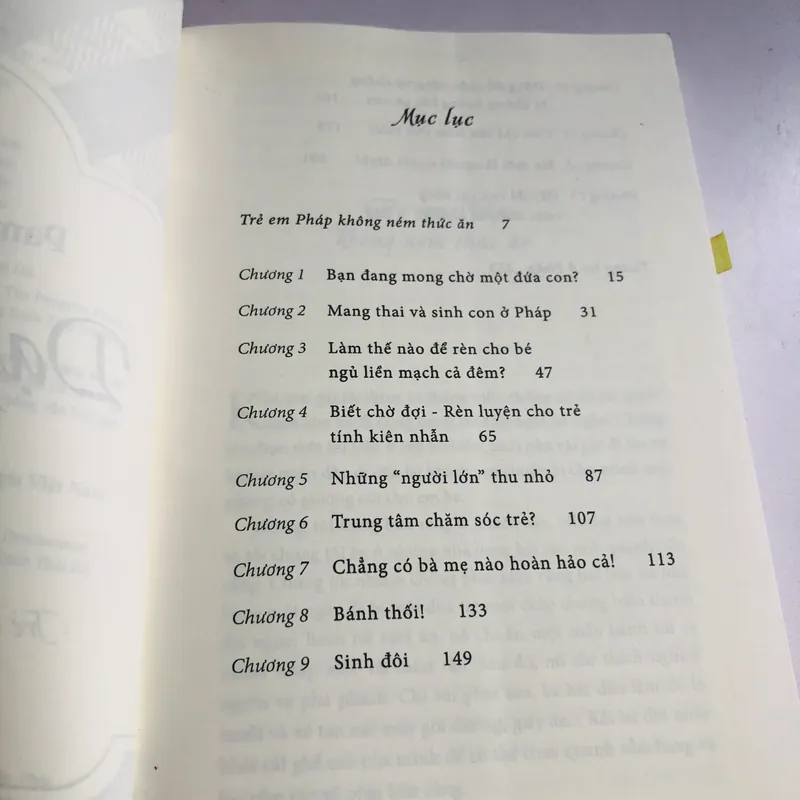 Mục lục
Trẻ em Pháp không ném thức ăn 7
Chương 1 Bạn đang mong chờ một đứa con? 15
Chương 2 Mang thai và sinh con ở Pháp 31
Chương 3 Làm thế nào để rèn cho bé
ngủ liền mạch cả đêm? 47
Chương 4 Biết chờ đợi - Rèn luyện cho trẻ
tính kiên nhẫn 65
Chương 5 Những “người lớn” thu nhỏ 87
Chương 6 Trung tâm chăm sóc trẻ? 107
Chương 7 Chẳng có bà mẹ nào hoàn hảo cả! 113
Chương 8 Bánh thối! 133
Chương 9 Sinh đôi 149